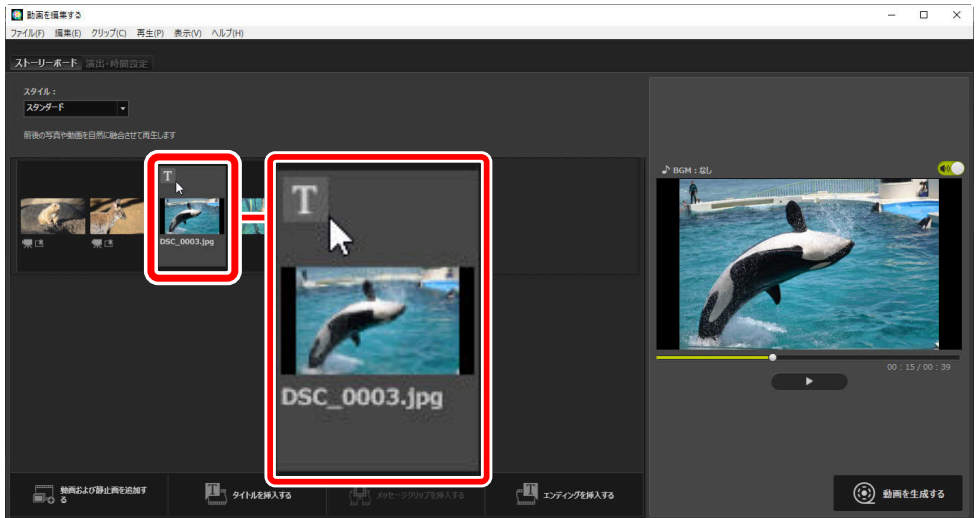 動画を編集する
ファイル(F) 編集(E) クリップ(C) 再生(P) 表示(V) ヘルプ(H)
ストーリーボード 演出・時間設定
スタイル：
スタンダード
前後の写真や動画を自然に融合させて再生します
T
DSC_0003.jpg
T
DSC_0003.jpg
♪ BGM : なし
00 : 15 / 00 : 39
動画および静止画を追加す
る
T タイトルを挿入する
メッセージクリップを挿入する
T エンディングを挿入する
動画を生成する